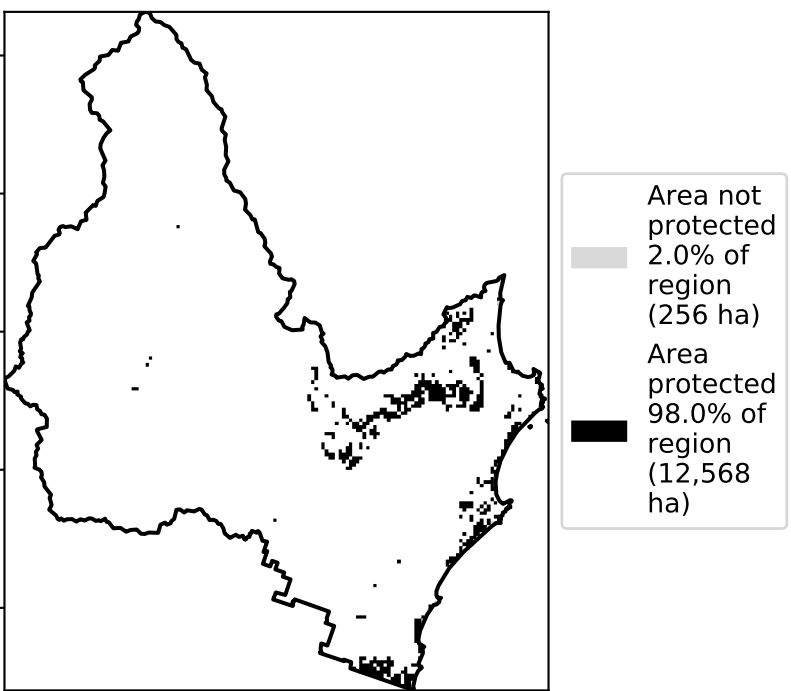 Area not
protected
2.0% of
region
(256 ha)
Area
protected
98.0% of
region
(12,568
ha)